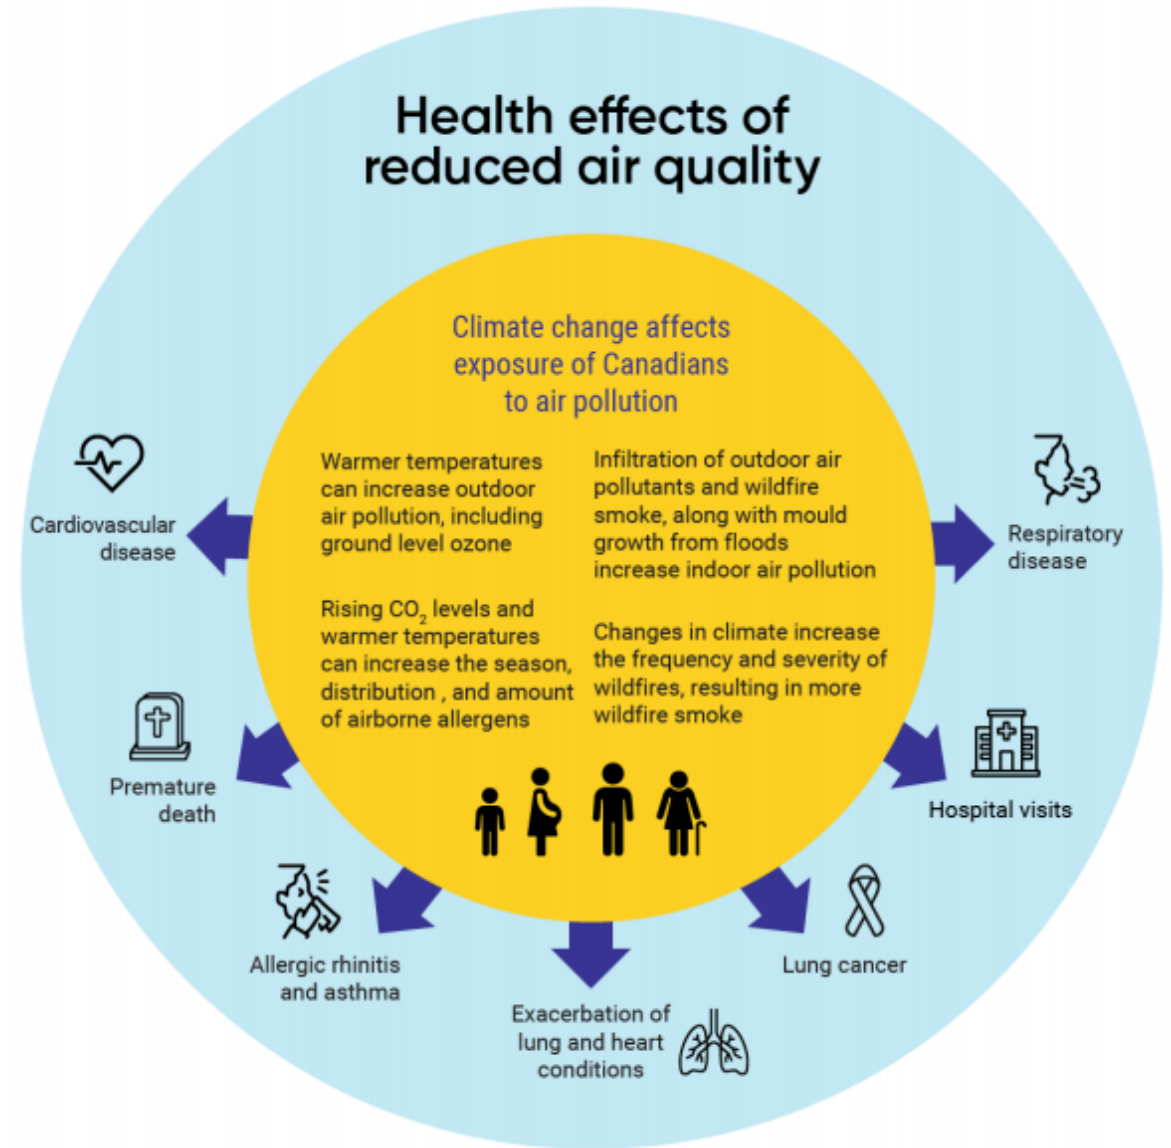 Health effects of
reduced air quality
Climate change affects
exposure of Canadians
to air pollution
Warmer temperatures
can increase outdoor
air pollution, including
ground level ozone
Rising CO₂ levels and
warmer temperatures
can increase the season,
distribution , and amount
of airborne allergens
Infiltration of outdoor air
pollutants and wildfire
smoke, along with mould
growth from floods
increase indoor air pollution
Changes in climate increase
the frequency and severity of
wildfires, resulting in more
wildfire smoke
Cardiovascular
disease
Premature
death
Allergic rhinitis
and asthma
Exacerbation of
lung and heart
conditions
Lung cancer
Hospital visits
Respiratory
disease